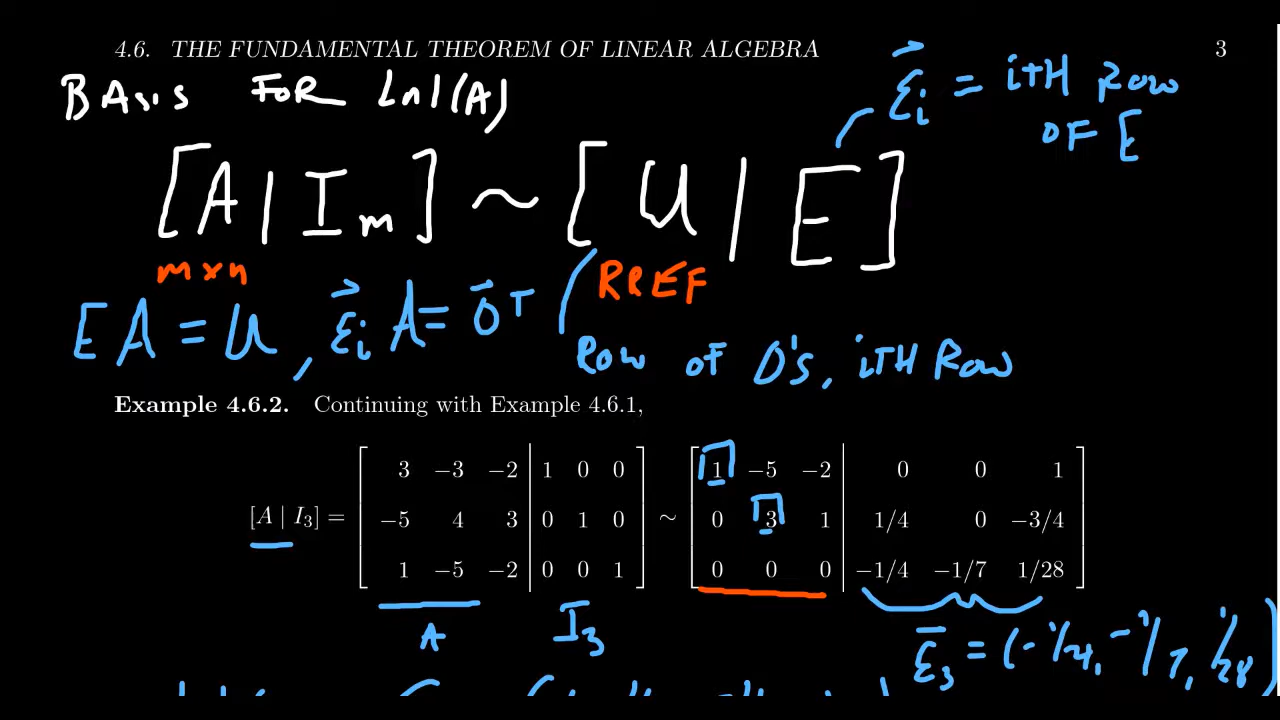 4.6. THE FUNDAMENTAL THEOREM OF LINEAR ALGEBRA 3
BASIS FOR LNul(A)
[A | Iₘ] ~ [U | E]
ε⃗ᵢ = iTH Row
OF E
m×n
RREF
EA = U, ε⃗ᵢ A = 0̄ᵀ
Row of 0's, iTH Row
Example 4.6.2. Continuing with Example 4.6.1,
3 −3 −2 1 0 0 1 −5 −2 0 0 1
[A | I₃] = −5 4 3 0 1 0 ∼ 0 3 1 1/4 0 −3/4
1 −5 −2 0 0 1 0 0 0 −1/4 −1/7 1/28
A I₃
ε̄₃ = (-1/4, -1/7, 1/28)